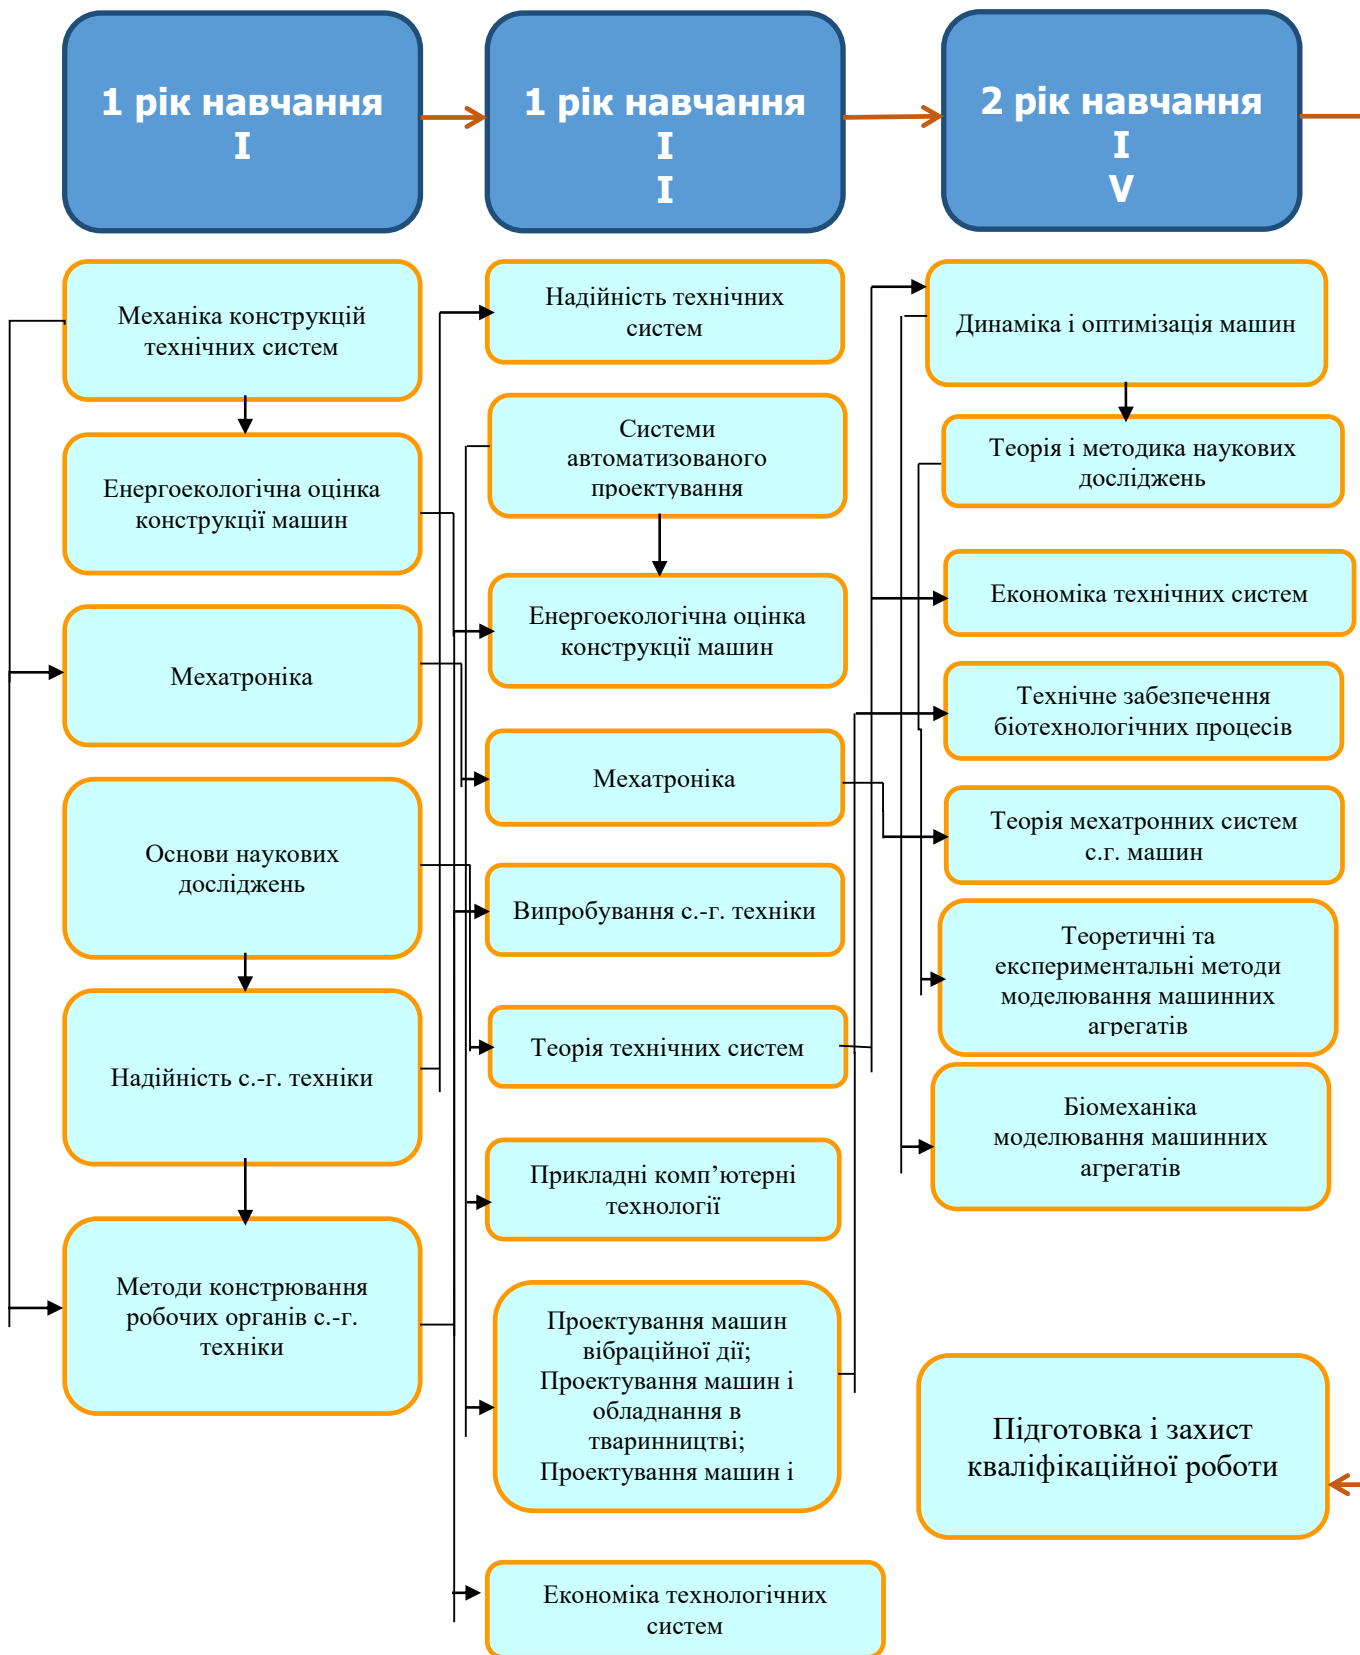 1 рік навчання
I
1 рік навчання
I
I
2 рік навчання
I
V
Механіка конструкцій
технічних систем
Енергоекологічна оцінка
конструкції машин
Мехатроніка
Основи наукових
досліджень
Надійність с.-г. техніки
Методи констрювання
робочих органів с.-г.
техніки
Надійність технічних
систем
Системи
автоматизованого
проектування
Енергоекологічна оцінка
конструкції машин
Мехатроніка
Випробування с.-г. техніки
Теорія технічних систем
Прикладні комп’ютерні
технології
Проектування машин
вібраційної дії;
Проектування машин і
обладнання в
тваринництві;
Проектування машин і
Економіка технологічних
систем
Динаміка і оптимізація машин
Теорія і методика наукових
досліджень
Економіка технічних систем
Технічне забезпечення
біотехнологічних процесів
Теорія мехатронних систем
с.г. машин
Теоретичні та
експериментальні методи
моделювання машинних
агрегатів
Біомеханіка
моделювання машинних
агрегатів
Підготовка і захист
кваліфікаційної роботи